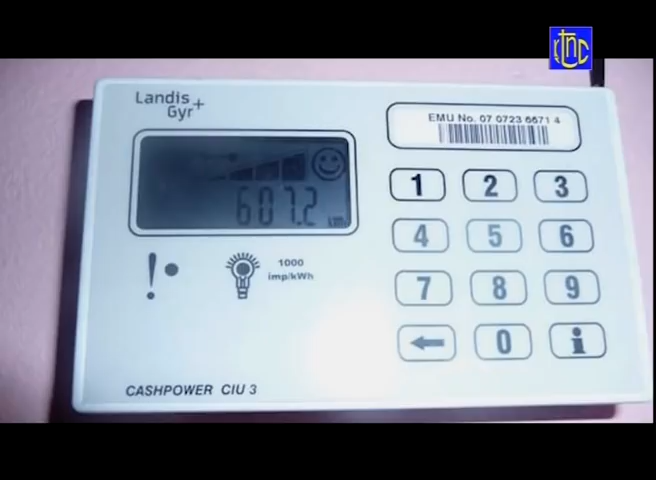 rtnc
Landis
Gyr+
EMU No. 07 0723 6671 4
607.2
1000
imp/kWh
1 2 3
4 5 6
7 8 9
0 i
CASHPOWER CIU 3